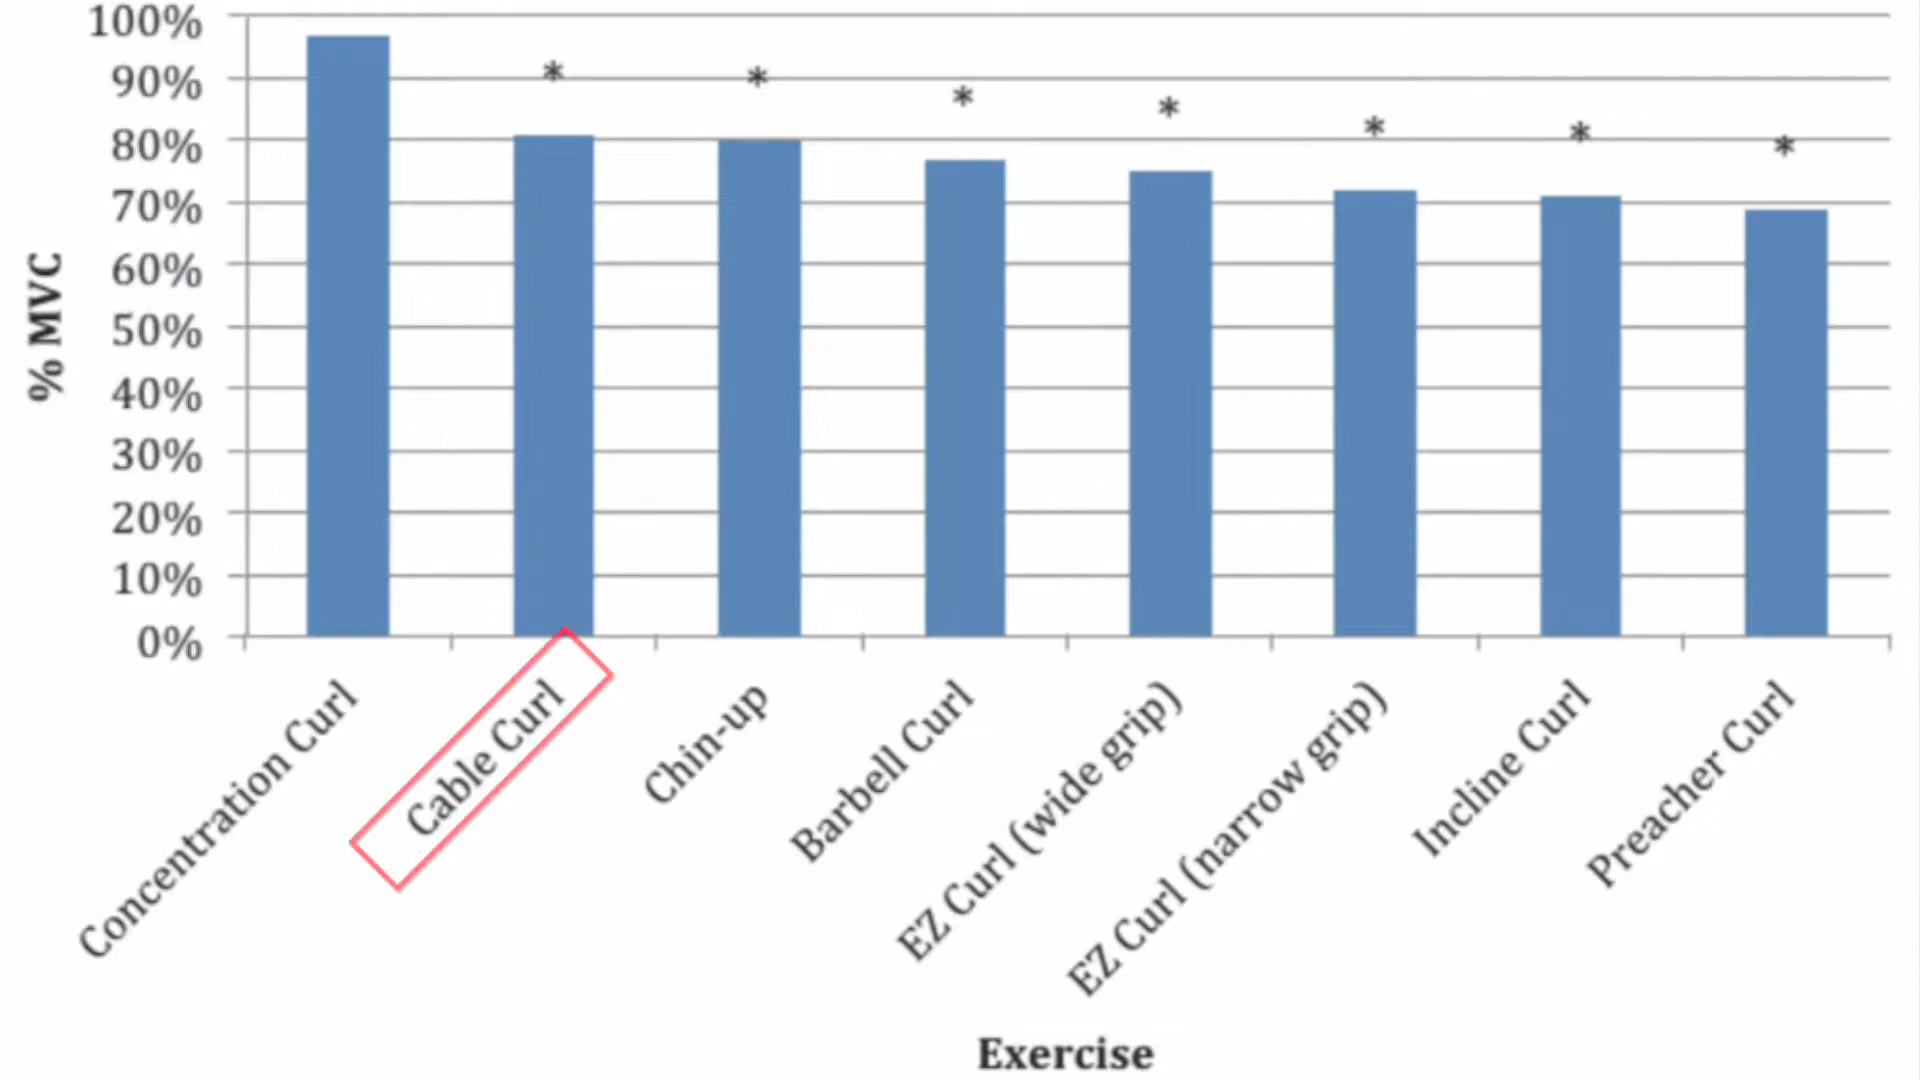 100%
90%
80%
70%
60%
50%
40%
30%
20%
10%
0%
% MVC
* * * * * * *
Concentration Curl
Cable Curl
Chin-up
Barbell Curl
EZ Curl (wide grip)
EZ Curl (narrow grip)
Incline Curl
Preacher Curl
Exercise